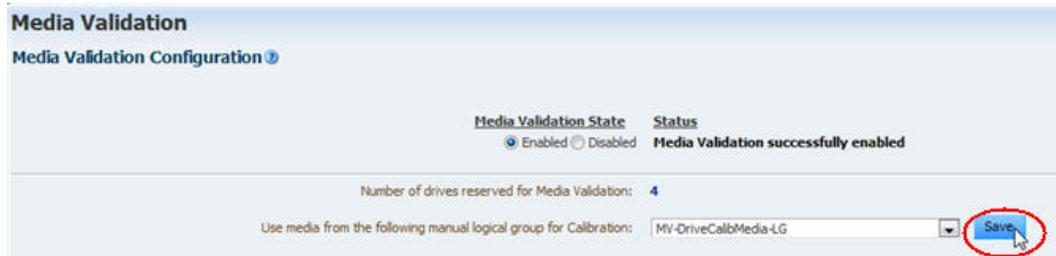 Media Validation
Media Validation Configuration ?
Media Validation State Status
Enabled Disabled Media Validation successfully enabled
Number of drives reserved for Media Validation: 4
Use media from the following manual logical group for Calibration: MV-DriveCalibMedia-LG Save